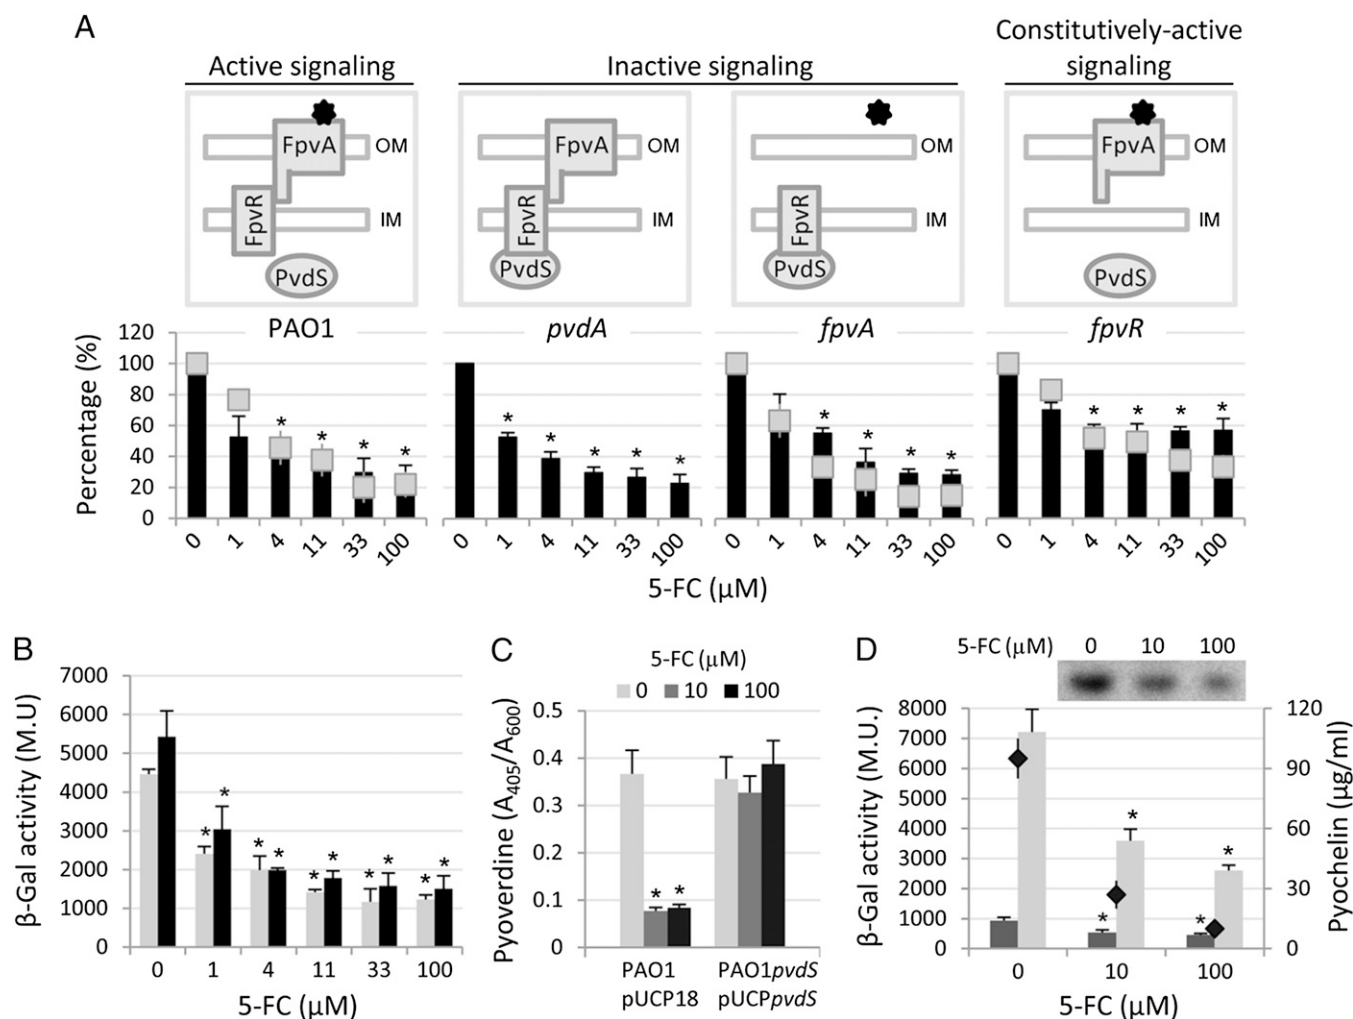 A
Active signaling
Inactive signaling
Constitutively-active
signaling
FpvA
OM
FpvR
IM
PvdS
FpvA
OM
FpvR
IM
PvdS
OM
FpvR
IM
PvdS
FpvA
OM
IM
PvdS
PAO1
pvdA
fpvA
fpvR
Percentage (%)
120
100
80
60
40
20
0
* * * *
* * * * *
* * * *
* * * *
0 1 4 11 33 100
0 1 4 11 33 100
0 1 4 11 33 100
0 1 4 11 33 100
5-FC (µM)
B
β-Gal activity (M.U)
7000
6000
5000
4000
3000
2000
1000
0
* * * * * * * * * *
0 1 4 11 33 100
5-FC (µM)
C
5-FC (µM)
0 10 100
Pyoverdine (A405/A600)
0.5
0.4
0.3
0.2
0.1
0
* *
PAO1
pUCP18
PAO1pvdS
pUCPpvdS
D
5-FC (µM) 0 10 100
β-Gal activity (M.U.)
8000
7000
6000
5000
4000
3000
2000
1000
0
* * * *
120
90
60
30
0
Pyochelin (µg/ml)
0 10 100
5-FC (µM)